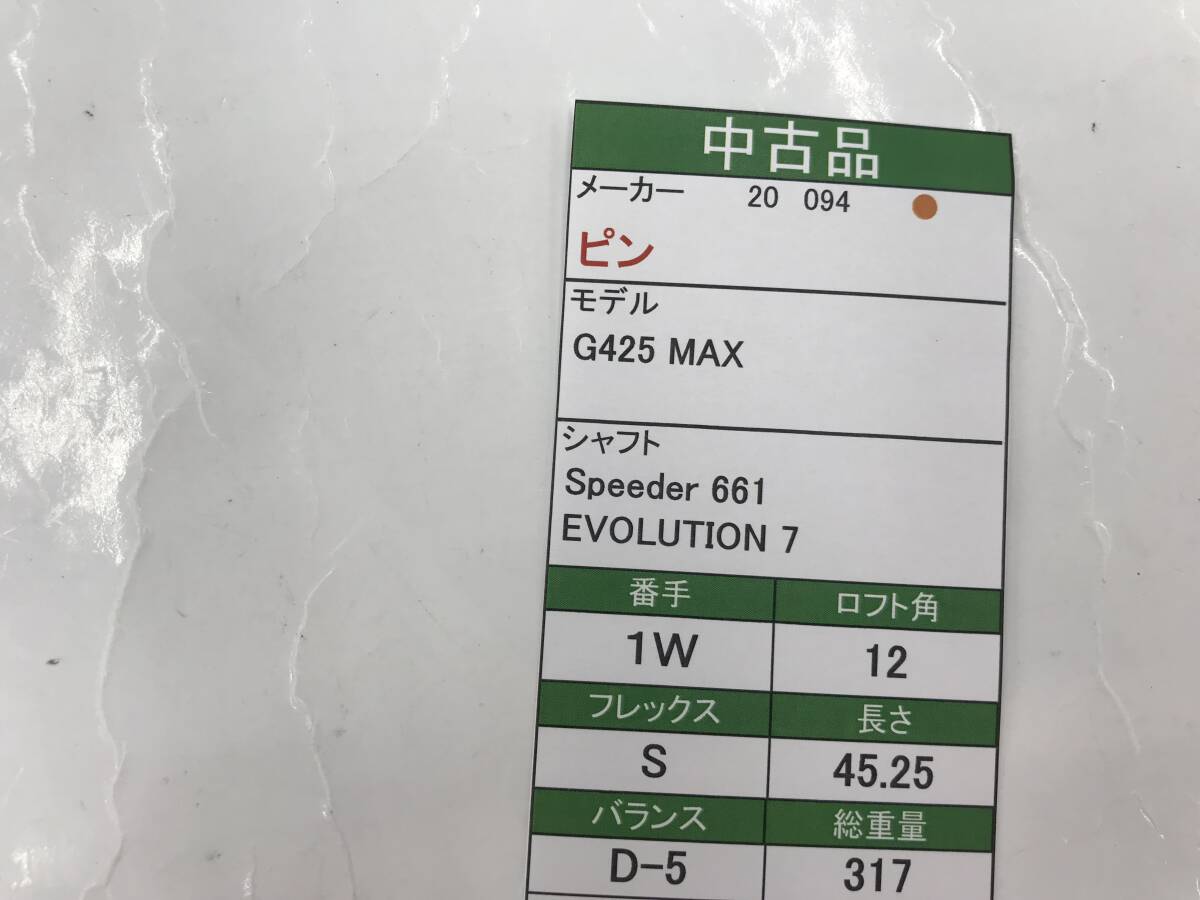 中古品
メーカー 20 094
ピン
モデル
G425 MAX
シャフト
Speeder 661
EVOLUTION 7
番手 ロフト角
1W 12
フレックス 長さ
S 45.25
バランス 総重量
D-5 317